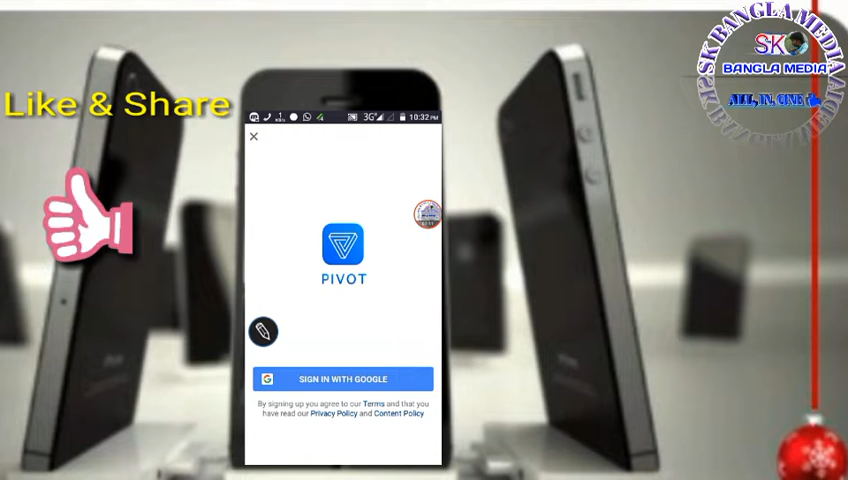 SK BANGLA MEDIA
SK
BANGLA MEDIA
ALL, IN, ONE
Like & Share
3G
10:32 PM
PIVOT
SIGN IN WITH GOOGLE
By signing up you agree to our Terms and that you
have read our Privacy Policy and Content Policy